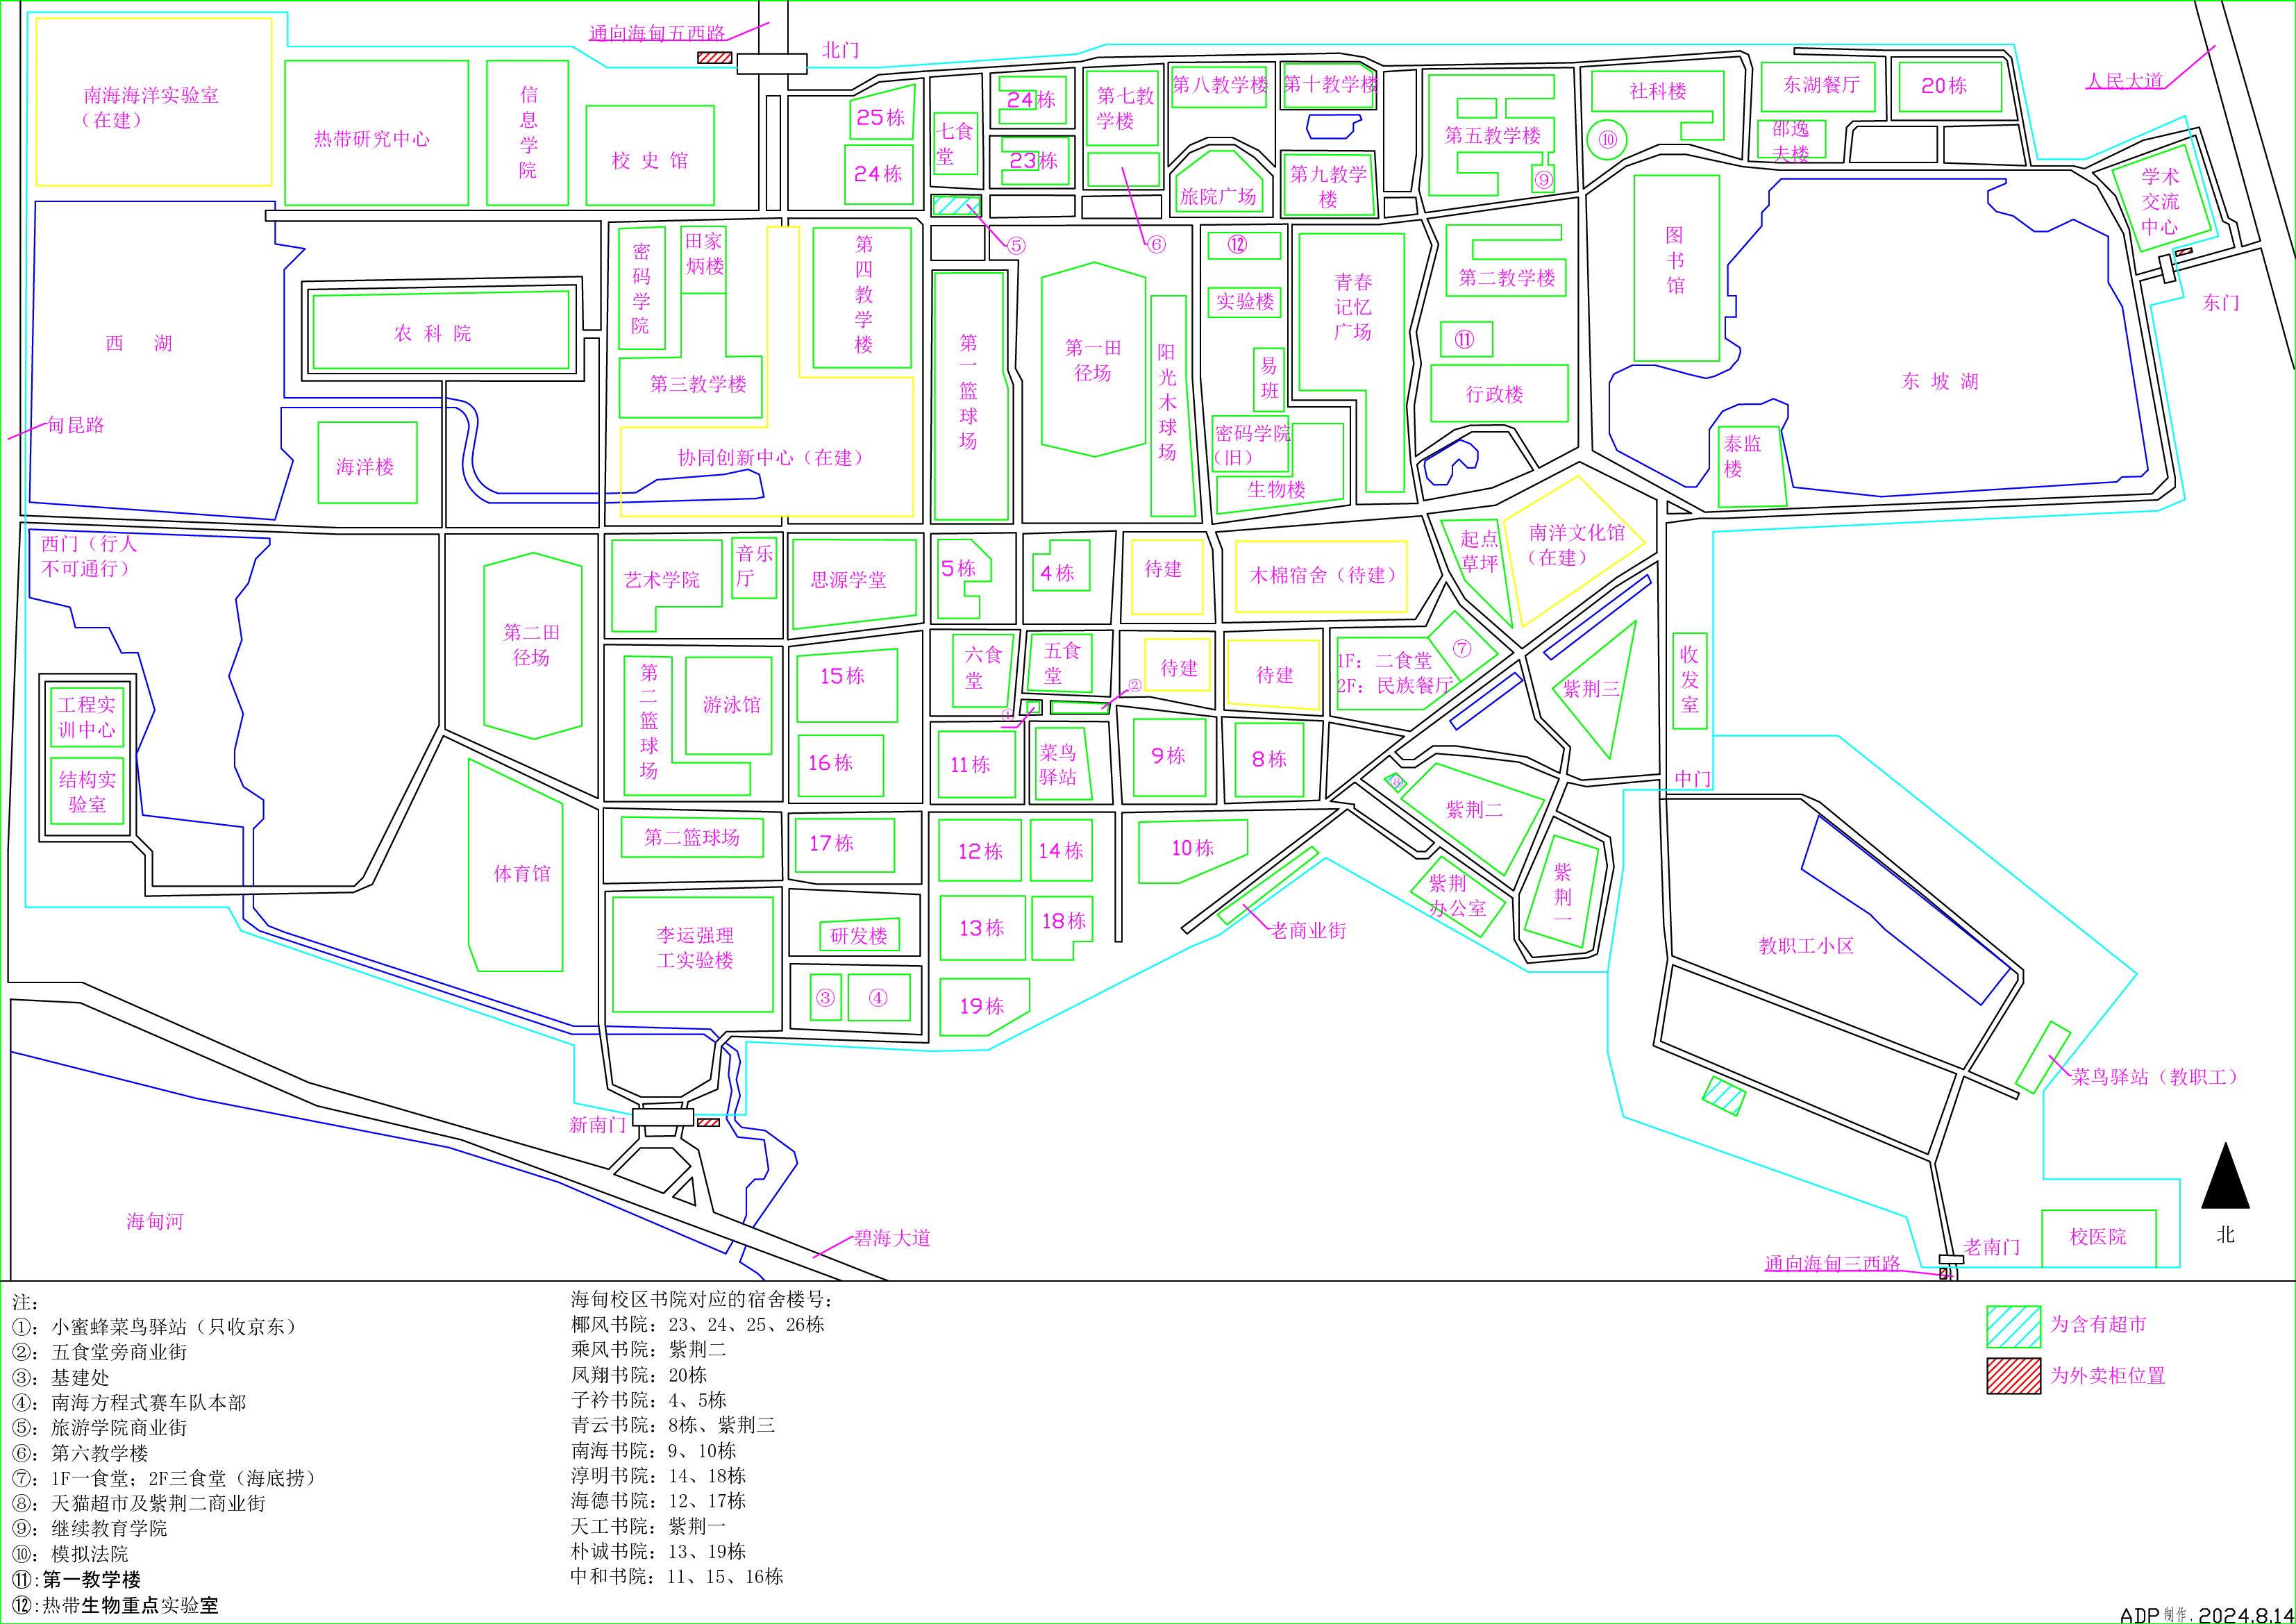 通向海甸五西路
北门
人民大道
南海海洋实验室
（在建）
热带研究中心
信息学院
校史馆
25栋
24栋
七食堂
24栋
23栋
第七教学楼
第八教学楼
第十教学楼
旅院广场
第九教学楼
第五教学楼
⑨
社科楼
⑩
东湖餐厅
邵逸夫楼
20栋
学术交流中心
东门
⑤
⑥
西 湖
甸昆路
农科院
海洋楼
密码学院
田家炳楼
第三教学楼
第四教学楼
协同创新中心（在建）
第一篮球场
第一田径场
阳光木球场
⑫
实验楼
易班
密码学院（旧）
生物楼
青春记忆广场
第二教学楼
⑪
行政楼
图书馆
东坡湖
泰监楼
西门（行人不可通行）
第二田径场
艺术学院
音乐厅
思源学堂
5栋
4栋
待建
木棉宿舍（待建）
起点草坪
南洋文化馆（在建）
工程实训中心
结构实验室
第二篮球场
游泳馆
15栋
16栋
六食堂
五食堂
①
②
待建
待建
1F：二食堂
2F：民族餐厅
⑦
紫荆三
收发室
中门
11栋
菜鸟驿站
9栋
8栋
⑧
紫荆二
体育馆
第二篮球场
17栋
12栋
14栋
10栋
紫荆办公室
紫荆一
李运强理工实验楼
研发楼
③
④
13栋
18栋
19栋
老商业街
教职工小区
菜鸟驿站（教职工）
新南门
海甸河
碧海大道
老南门
通向海甸三西路
校医院
北
注：
①：小蜜蜂菜鸟驿站（只收京东）
②：五食堂旁商业街
③：基建处
④：南海方程式赛车队本部
⑤：旅游学院商业街
⑥：第六教学楼
⑦：1F一食堂；2F三食堂（海底捞）
⑧：天猫超市及紫荆二商业街
⑨：继续教育学院
⑩：模拟法院
⑪:第一教学楼
⑫:热带生物重点实验室
海甸校区书院对应的宿舍楼号：
椰风书院：23、24、25、26栋
乘风书院：紫荆二
凤翔书院：20栋
子衿书院：4、5栋
青云书院：8栋、紫荆三
南海书院：9、10栋
淳明书院：14、18栋
海德书院：12、17栋
天工书院：紫荆一
朴诚书院：13、19栋
中和书院：11、15、16栋
为含有超市
为外卖柜位置
ADP制作，2024.8.14